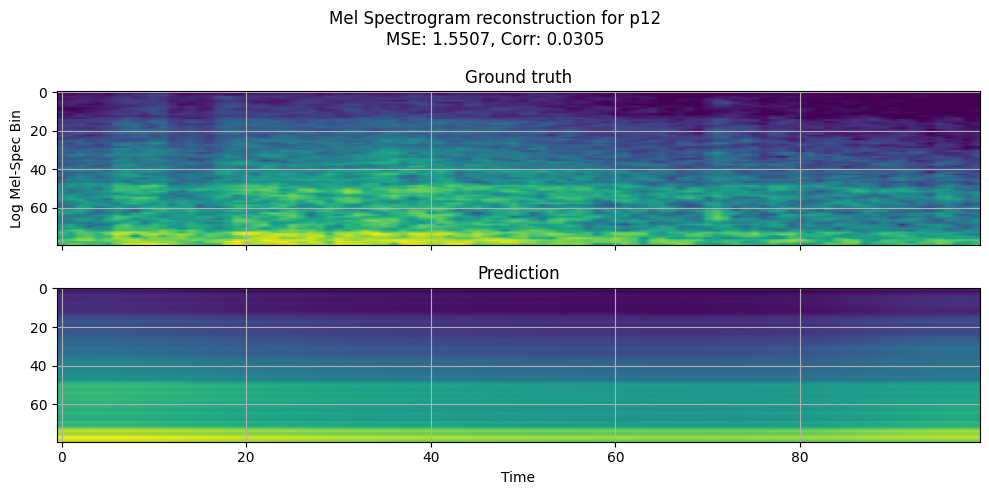 Mel Spectrogram reconstruction for p12
MSE: 1.5507, Corr: 0.0305
Ground truth
Log Mel-Spec Bin
0
20
40
60
Prediction
0
20
40
60
0 20 40 60 80
Time